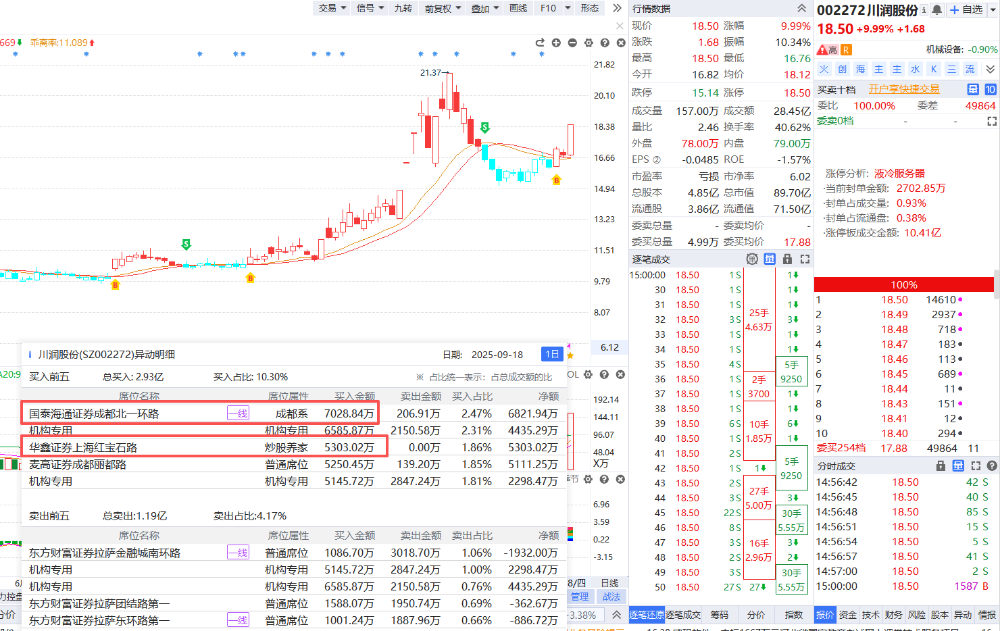 交易 信号 九转 前复权 叠加 画线 F10 形态
669 乖离率:11.089
21.37
S
S
B
B
B
21.82
20.10
18.38
16.66
14.94
13.23
11.51
9.79
8.07
6.12
192.14
144.11
96.07
48.04
X万
6.96
3.59
0.22
-3.15
日线
管理 战法
-3.38%
川润股份(SZ002272)异动明细 日期: 2025-09-18 1日
买入前五 总买入: 2.93亿 买入占比: 10.30% ※ 占比统一表示: 占总成交额的比
席位名称 席位属性 买入金额 卖出金额 买入占比 净额
国泰海通证券成都北一环路 一线 成都系 7028.84万 206.91万 2.47% 6821.94万
机构专用 机构专用 6585.87万 2150.58万 2.31% 4435.29万
华鑫证券上海红宝石路 炒股养家 5303.02万 0.00万 1.86% 5303.02万
麦高证券成都丽都路 普通席位 5250.45万 139.20万 1.85% 5111.25万
机构专用 机构专用 5145.72万 2847.24万 1.81% 2298.47万
卖出前五 总卖出:1.19亿 卖出占比:4.17%
席位名称 席位属性 买入金额 卖出金额 卖出占比 净额
东方财富证券拉萨金融城南环路 一线 普通席位 1086.70万 3018.70万 1.06% -1932.00万
机构专用 机构专用 5145.72万 2847.24万 1.00% 2298.47万
机构专用 机构专用 6585.87万 2150.58万 0.76% 4435.29万
东方财富证券拉萨团结路第一 普通席位 1588.07万 1950.74万 0.69% -362.67万
东方财富证券拉萨东环路第一 一线 普通席位 1001.24万 1887.96万 0.66% -886.72万
行情数据
现价 18.50 涨幅 9.99%
涨跌 1.68 振幅 10.34%
最高 18.50 最低 16.76
今开 16.82 均价 18.12
跌停 15.14 涨停 18.50
成交量 157.00万 成交额 28.45亿
量比 2.46 换手率 40.62%
外盘 78.00万 内盘 79.00万
EPS ② -0.0485 ROE -1.57%
市盈率 亏损 市净率 6.02
总股本 4.85亿 总市值 89.70亿
流通股 3.86亿 流通值 71.50亿
委卖总量 - 委卖均价 -
委买总量 4.99万 委买均价 17.88
逐笔成交 单 量
15:00:00 18.50 1 S
30 18.50 1 S
31 18.50 1 S
32 18.50 3 S
33 18.50 1 S
34 18.50 1 S
35 18.50 4 S
36 18.50 1 S
37 18.50 1 S
38 18.50 1 S
39 18.50 6 S
40 18.50 1 S
41 18.50 2 S
42 18.50 1 S
43 18.50 2 S
44 18.50 3 S
45 18.50 22 S
46 18.50 8 S
47 18.50 3 S
48 18.50 2 S
49 18.50 3 S
50 18.50 27 S
25手
4.63万
2手
3700
10手
1.85万
1
27手
5.00万
16手
2.96万
27
1
1
1
3
1
1
5手
9250
1
1
6
1
5手
9250
3
30手
5.55万
3
2
30手
5.55万
逐笔还原 逐笔成交 筹码 分价 指数
002272 川润股份 自选
18.50 +9.99% +1.68
高 R 机械设备: -0.90%
火 创 海 主 主 水 K 三 流
买卖十档 开户享快捷交易 量 10
委比 100.00% 委差 49864
委卖0档 - -
涨停分析: 液冷服务器
·当前封单金额: 2702.85万
·封单占成交量: 0.93%
·封单占流通盘: 0.38%
·涨停板成交金额: 10.41亿
100%
1 18.50 14610
2 18.49 2937
3 18.48 718
4 18.47 183
5 18.46 113
6 18.45 689
7 18.44 11
8 18.43 151
9 18.41 12
10 18.40 294
委买254档 17.88 49864 11
分时成交 量
14:56:42 18.50 42 S
14:56:45 18.50 40 S
14:56:48 18.50 85 S
14:56:51 18.50 15 S
14:56:54 18.50 5 S
14:56:57 18.50 41 S
14:57:00 18.50 2 S
15:00:00 18.50 1587 B
报价 资金 技术 财务 风险 股本 异动 情报